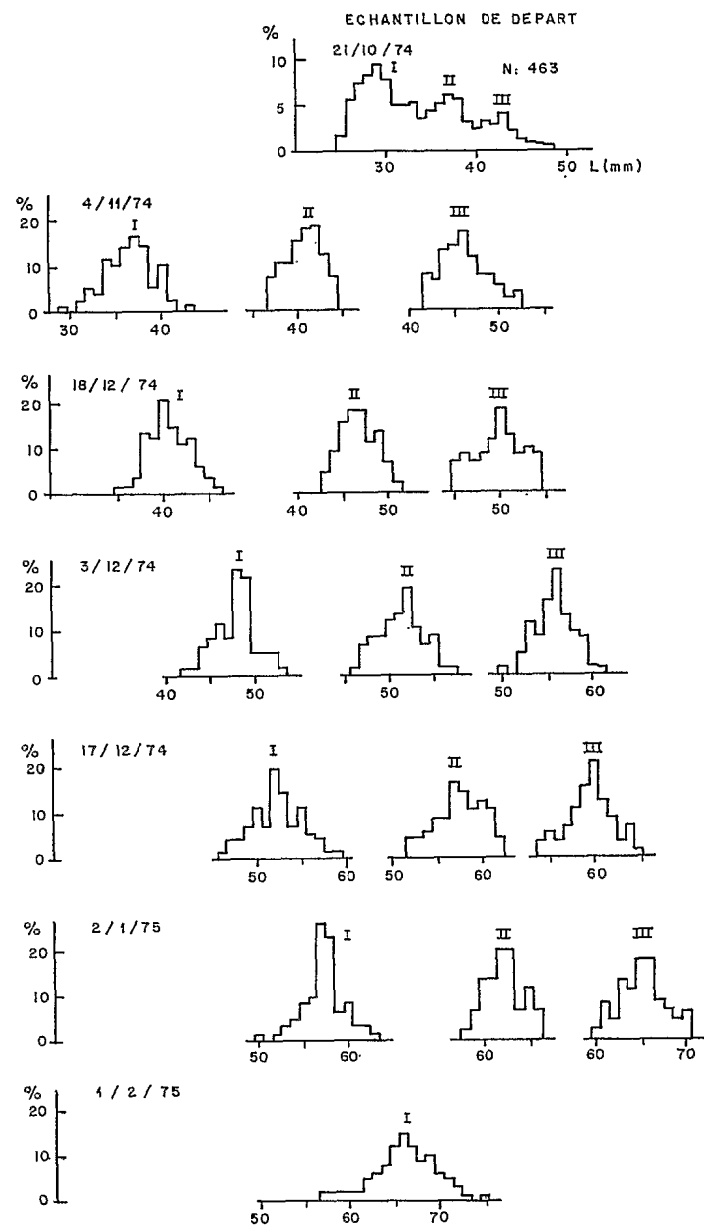 ECHANTILLON DE DEPART
%
21/10/74
I
II
III
N: 463
10
5
0
30 40 50 L(mm)
% 4/11/74
I II III
20
10
0
30 40 40 40 50
% 18/12/74
I II III
20
10
0
40 40 50 50
% 3/12/74
I II III
20
10
0
40 50 50 50 60
% 17/12/74
I II III
20
10
0
50 60 50 60 60
% 2/1/75
I II III
20
10
0
50 60 60 60 70
% 1/2/75
I
20
10
0
50 60 70